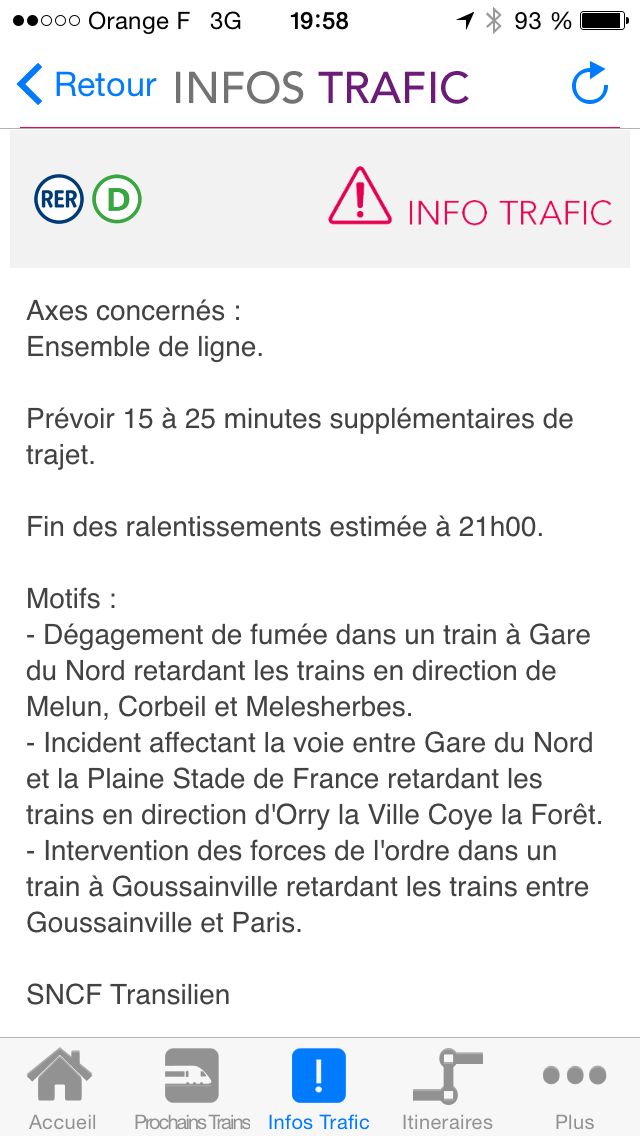 Orange F 3G 19:58 93 %
Retour INFOS TRAFIC
RER D INFO TRAFIC
Axes concernés :
Ensemble de ligne.
Prévoir 15 à 25 minutes supplémentaires de
trajet.
Fin des ralentissements estimée à 21h00.
Motifs :
- Dégagement de fumée dans un train à Gare
du Nord retardant les trains en direction de
Melun, Corbeil et Melesherbes.
- Incident affectant la voie entre Gare du Nord
et la Plaine Stade de France retardant les
trains en direction d'Orry la Ville Coye la Forêt.
- Intervention des forces de l'ordre dans un
train à Goussainville retardant les trains entre
Goussainville et Paris.
SNCF Transilien
Accueil Prochains Trains Infos Trafic Itineraires Plus